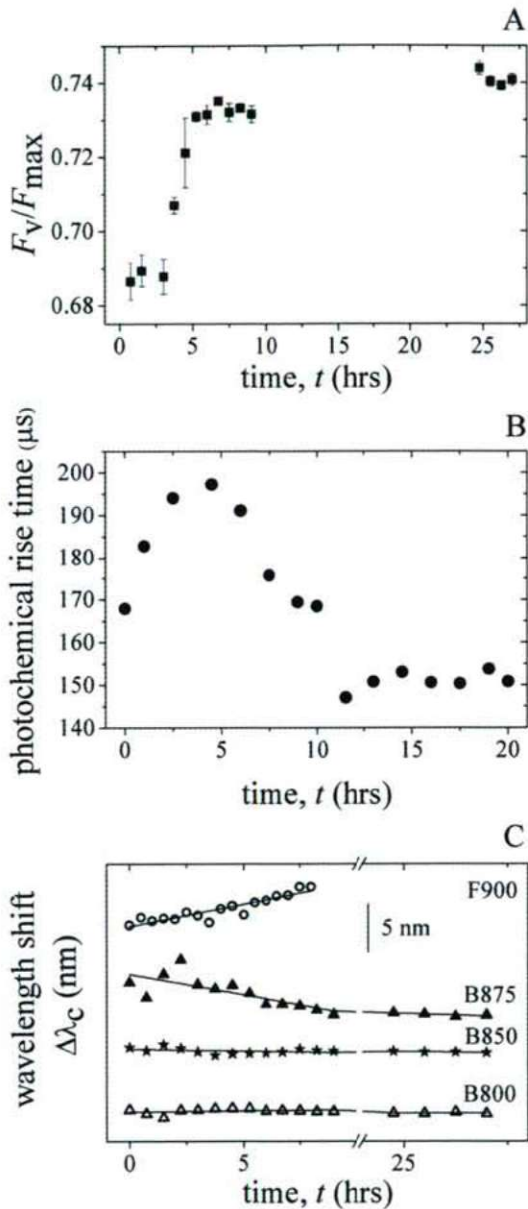 A
0.74
0.72
0.70
0.68
Fv/Fmax
0 5 10 15 20 25
time, t (hrs)
B
200
190
180
170
160
150
140
photochemical rise time (μs)
0 5 10 15 20
time, t (hrs)
C
F900
5 nm
B875
B850
B800
wavelength shift
Δλc (nm)
0 5 25
time, t (hrs)